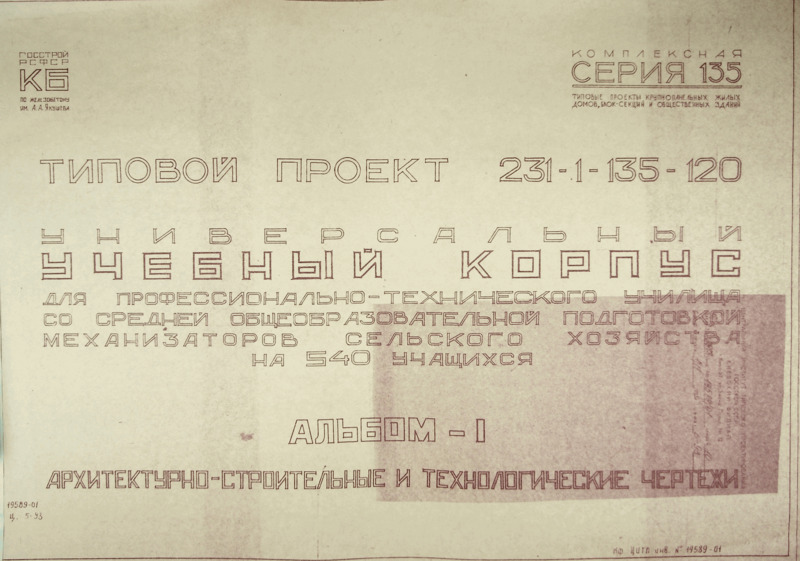 ГОССТРОЙ
РСФСР
КБ
ПО ЖЕЛЕЗОБЕТОНУ
ИМ. А.А. ЯКУШЕВА
КОМПЛЕКСНАЯ
СЕРИЯ 135
ТИПОВЫЕ ПРОЕКТЫ КРУПНОПАНЕЛЬНЫХ ЖИЛЫХ
ДОМОВ, БЛОК-СЕКЦИЙ И ОБЩЕСТВЕННЫХ ЗДАНИЙ
ТИПОВОЙ ПРОЕКТ 231-1-135-120
УНИВЕРСАЛЬНЫЙ
УЧЕБНЫЙ КОРПУС
ДЛЯ ПРОФЕССИОНАЛЬНО-ТЕХНИЧЕСКОГО УЧИЛИЩА
СО СРЕДНЕЙ ОБЩЕОБРАЗОВАТЕЛЬНОЙ ПОДГОТОВКОЙ
МЕХАНИЗАТОРОВ СЕЛЬСКОГО ХОЗЯЙСТВА
НА 540 УЧАЩИХСЯ
АЛЬБОМ - I
АРХИТЕКТУРНО-СТРОИТЕЛЬНЫЕ И ТЕХНОЛОГИЧЕСКИЕ ЧЕРТЕЖИ
19589-01
Ц. 5-93
ЦИТП инв. № 19589-01